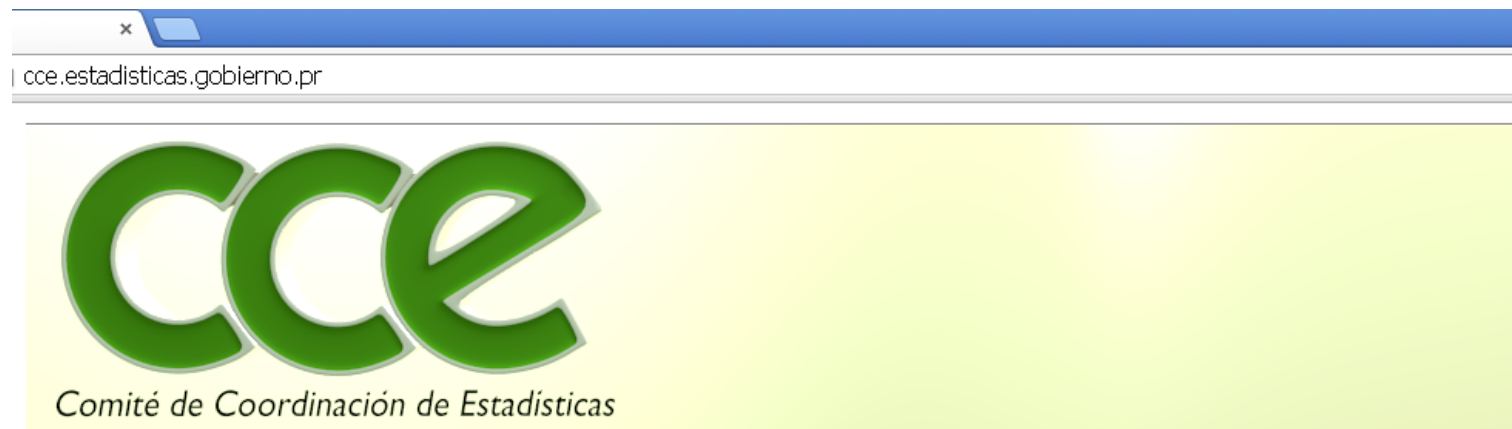 cce.estadisticas.gobierno.pr
cce
Comité de Coordinación de Estadísticas